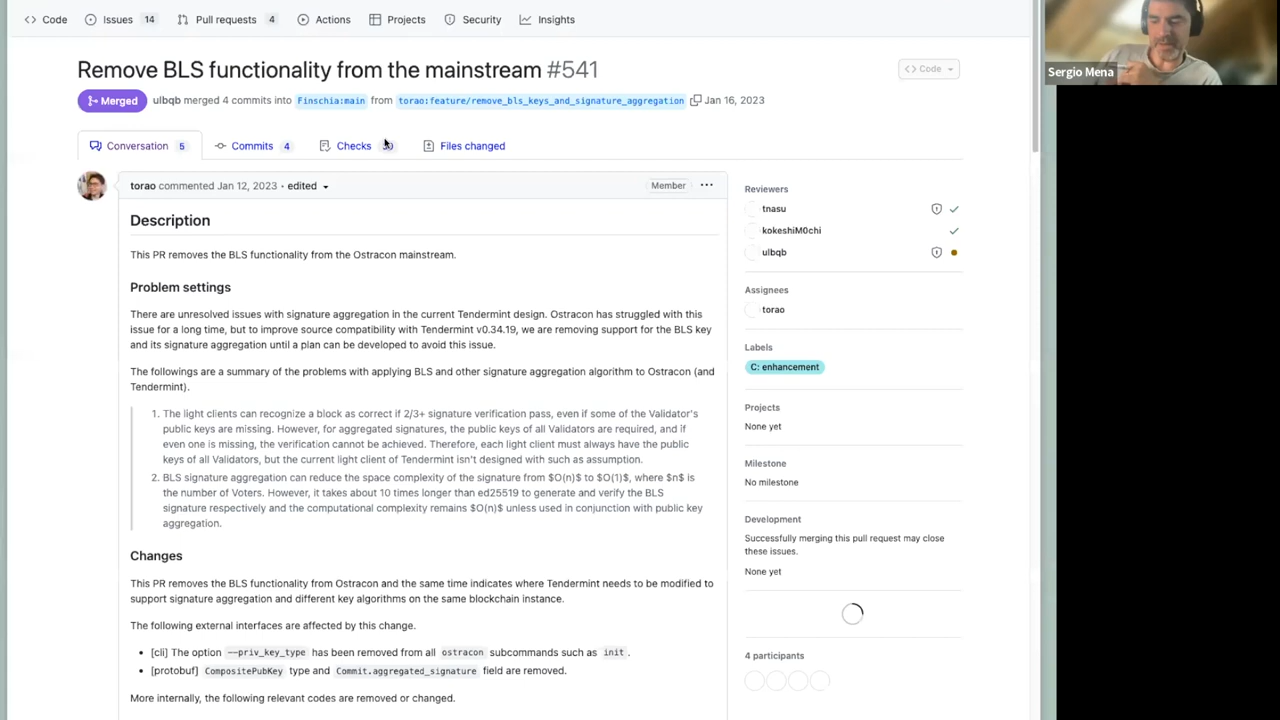 Code
Issues 14
Pull requests 4
Actions
Projects
Security
Insights
Remove BLS functionality from the mainstream #541
Code
Merged
ulbqb merged 4 commits into Finschia:main from torao:feature/remove_bls_keys_and_signature_aggregation Jan 16, 2023
Conversation 5
Commits 4
Checks
Files changed
torao commented Jan 12, 2023 • edited
Member
Description
This PR removes the BLS functionality from the Ostracon mainstream.
Problem settings
There are unresolved issues with signature aggregation in the current Tendermint design. Ostracon has struggled with this
issue for a long time, but to improve source compatibility with Tendermint v0.34.19, we are removing support for the BLS key
and its signature aggregation until a plan can be developed to avoid this issue.
The followings are a summary of the problems with applying BLS and other signature aggregation algorithm to Ostracon (and
Tendermint).
1. The light clients can recognize a block as correct if 2/3+ signature verification pass, even if some of the Validator's
public keys are missing. However, for aggregated signatures, the public keys of all Validators are required, and if
even one is missing, the verification cannot be achieved. Therefore, each light client must always have the public
keys of all Validators, but the current light client of Tendermint isn't designed with such as assumption.
2. BLS signature aggregation can reduce the space complexity of the signature from $O(n)$ to $O(1)$, where $n$ is
the number of Voters. However, it takes about 10 times longer than ed25519 to generate and verify the BLS
signature respectively and the computational complexity remains $O(n)$ unless used in conjunction with public key
aggregation.
Changes
This PR removes the BLS functionality from Ostracon and the same time indicates where Tendermint needs to be modified to
support signature aggregation and different key algorithms on the same blockchain instance.
The following external interfaces are affected by this change.
• [cli] The option --priv_key_type has been removed from all ostracon subcommands such as init.
• [protobuf] CompositePubKey type and Commit.aggregated_signature field are removed.
More internally, the following relevant codes are removed or changed.
Reviewers
tnasu
kokeshiM0chi
ulbqb
Assignees
torao
Labels
C: enhancement
Projects
None yet
Milestone
No milestone
Development
Successfully merging this pull request may close
these issues.
None yet
4 participants
Sergio Mena